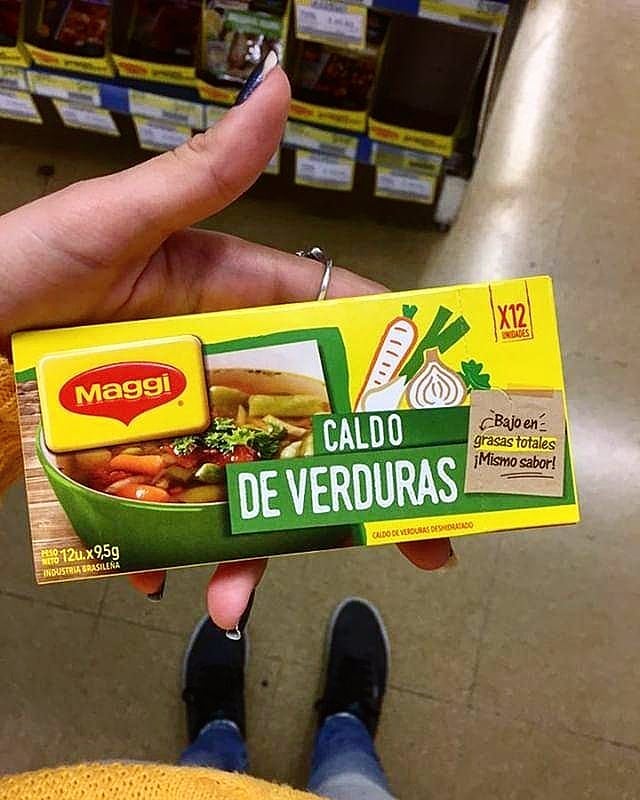 X12
UNIDADES
Maggi
Bajo en
grasas totales
¡Mismo sabor!
CALDO
DE VERDURAS
CALDO DE VERDURAS DESHIDRATADO
PESO
NETO 12u.x9,5g
INDUSTRIA BRASILEÑA